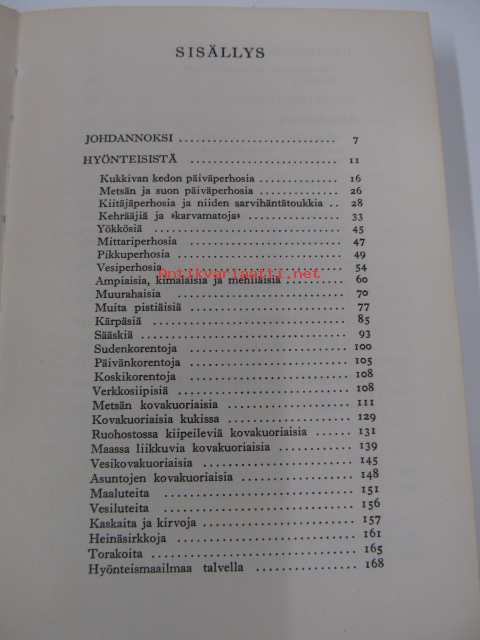 SISÄLLYS
JOHDANNOKSI ............................ 7
HYÖNTEISISTÄ ........................... 11
Kukkivan kedon päiväperhosia ............ 16
Metsän ja suon päiväperhosia ............ 26
Kiitäjäperhosia ja niiden sarvihäntätoukkia .. 28
Kehrääjiä ja »karvamatoja» .............. 33
Yökkösiä ............................... 45
Mittariperhosia ......................... 47
Pikkuperhosia ........................... 49
Vesiperhosia ............................ 54
Antikvariaatti.net
Ampiaisia, kimalaisia ja mehiläisiä ..... 60
Muurahaisia ............................ 70
Muita pistiäisiä ........................ 77
Kärpäsiä ............................... 85
Sääskiä ................................ 93
Sudenkorentoja .......................... 100
Päivänkorentoja ......................... 105
Koskikorentoja .......................... 108
Verkkosiipisiä .......................... 108
Metsän kovakuoriaisia ................... 111
Kovakuoriaisia kukissa .................. 129
Ruohostossa kiipeileviä kovakuoriaisia ... 131
Maassa liikkuvia kovakuoriaisia ......... 139
Vesikovakuoriaisia ...................... 145
Asuntojen kovakuoriaisia ................ 148
Maaluteita ............................. 151
Vesiluteita ............................ 156
Kaskaita ja kirvoja ..................... 157
Heinäsirkkoja ........................... 161
Torakoita .............................. 165
Hyönteismaailmaa talvella ............... 168